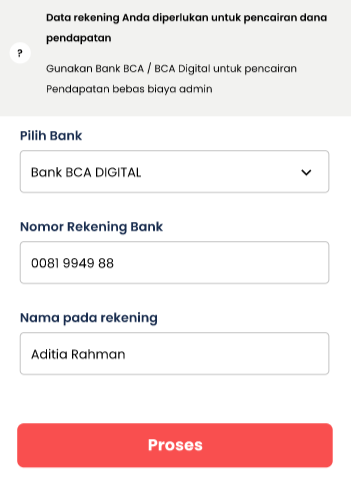 Data rekening Anda diperlukan untuk pencairan dana
pendapatan
?
Gunakan Bank BCA / BCA Digital untuk pencairan
Pendapatan bebas biaya admin
Pilih Bank
Bank BCA DIGITAL
Nomor Rekening Bank
0081 9949 88
Nama pada rekening
Aditia Rahman
Proses